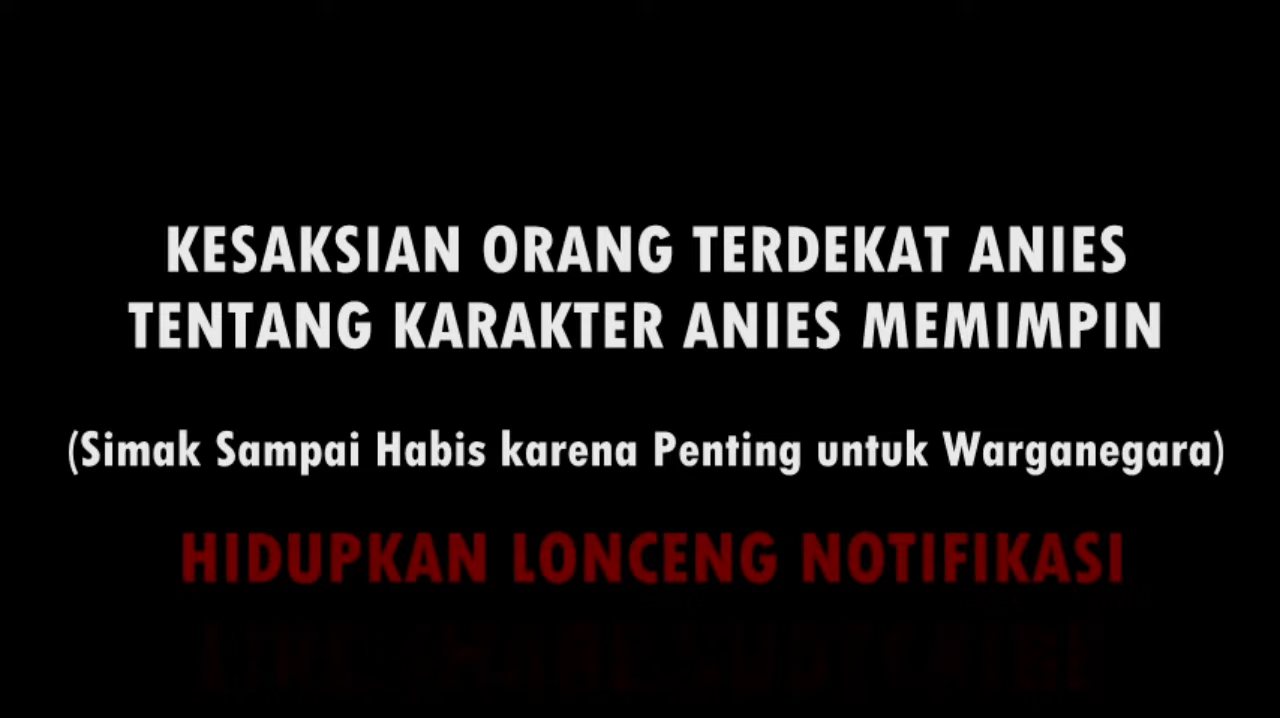 KESAKSIAN ORANG TERDEKAT ANIES
TENTANG KARAKTER ANIES MEMIMPIN
(Simak Sampai Habis karena Penting untuk Warganegara)
HIDUPKAN LONCENG NOTIFIKASI